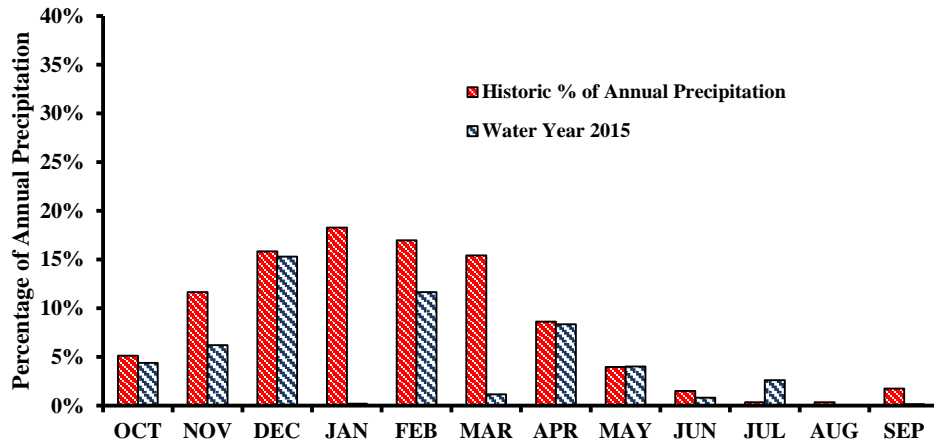 Percentage of Annual Precipitation
40%
35%
30%
25%
20%
15%
10%
5%
0%
Historic % of Annual Precipitation
Water Year 2015
OCT NOV DEC JAN FEB MAR APR MAY JUN JUL AUG SEP